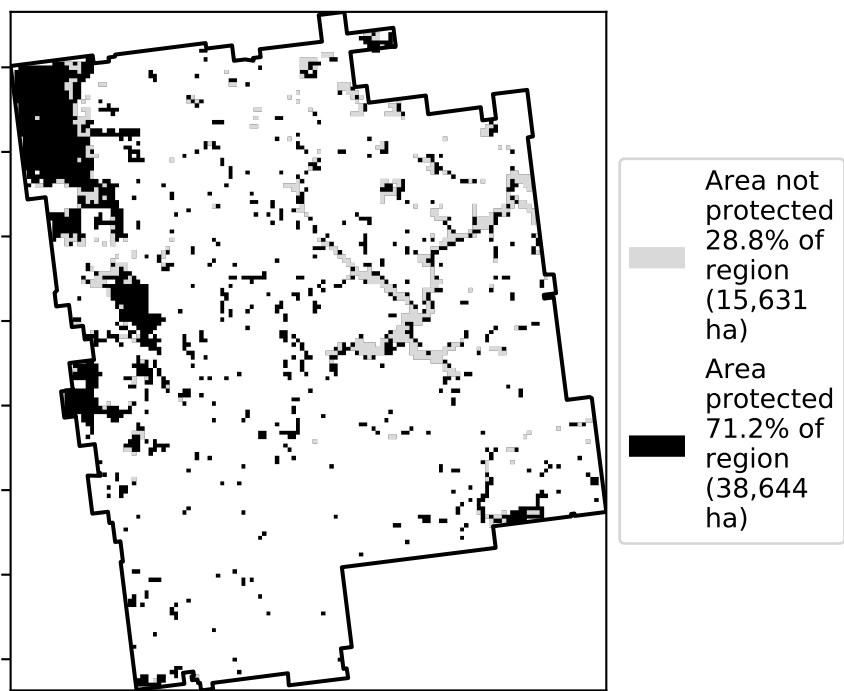 Area not
protected
28.8% of
region
(15,631
ha)
Area
protected
71.2% of
region
(38,644
ha)